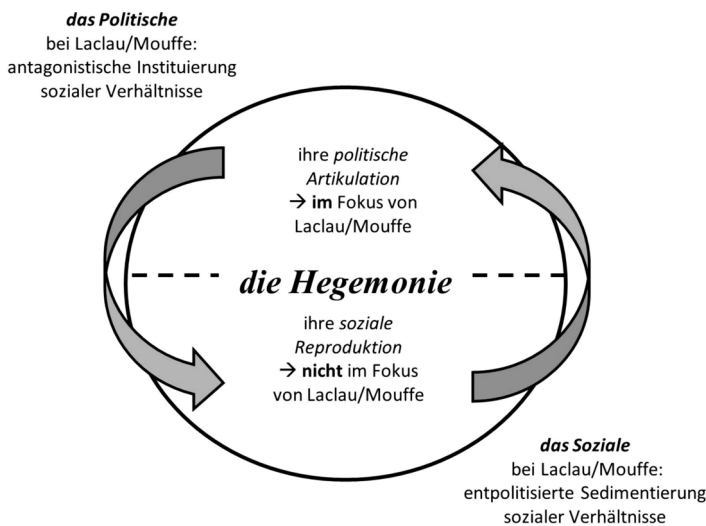 das Politische
bei Laclau/Mouffe:
antagonistische Instituierung
sozialer Verhältnisse
ihre politische
Artikulation
→ im Fokus von
Laclau/Mouffe
die Hegemonie
ihre soziale
Reproduktion
→ nicht im Fokus
von Laclau/Mouffe
das Soziale
bei Laclau/Mouffe:
entpolitisierte Sedimentierung
sozialer Verhältnisse